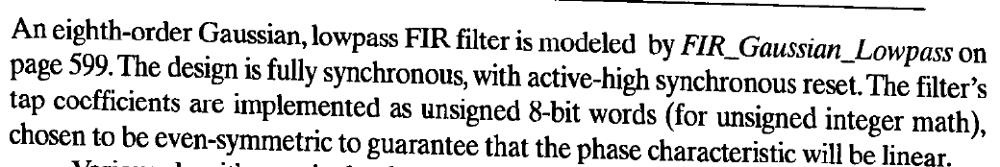 An eighth-order Gaussian, lowpass FIR filter is modeled by FIR_Gaussian_Lowpass on
page 599. The design is fully synchronous, with active-high synchronous reset. The filter's
tap coefficients are implemented as unsigned 8-bit words (for unsigned integer math),
chosen to be even-symmetric to guarantee that the phase characteristic will be linear.